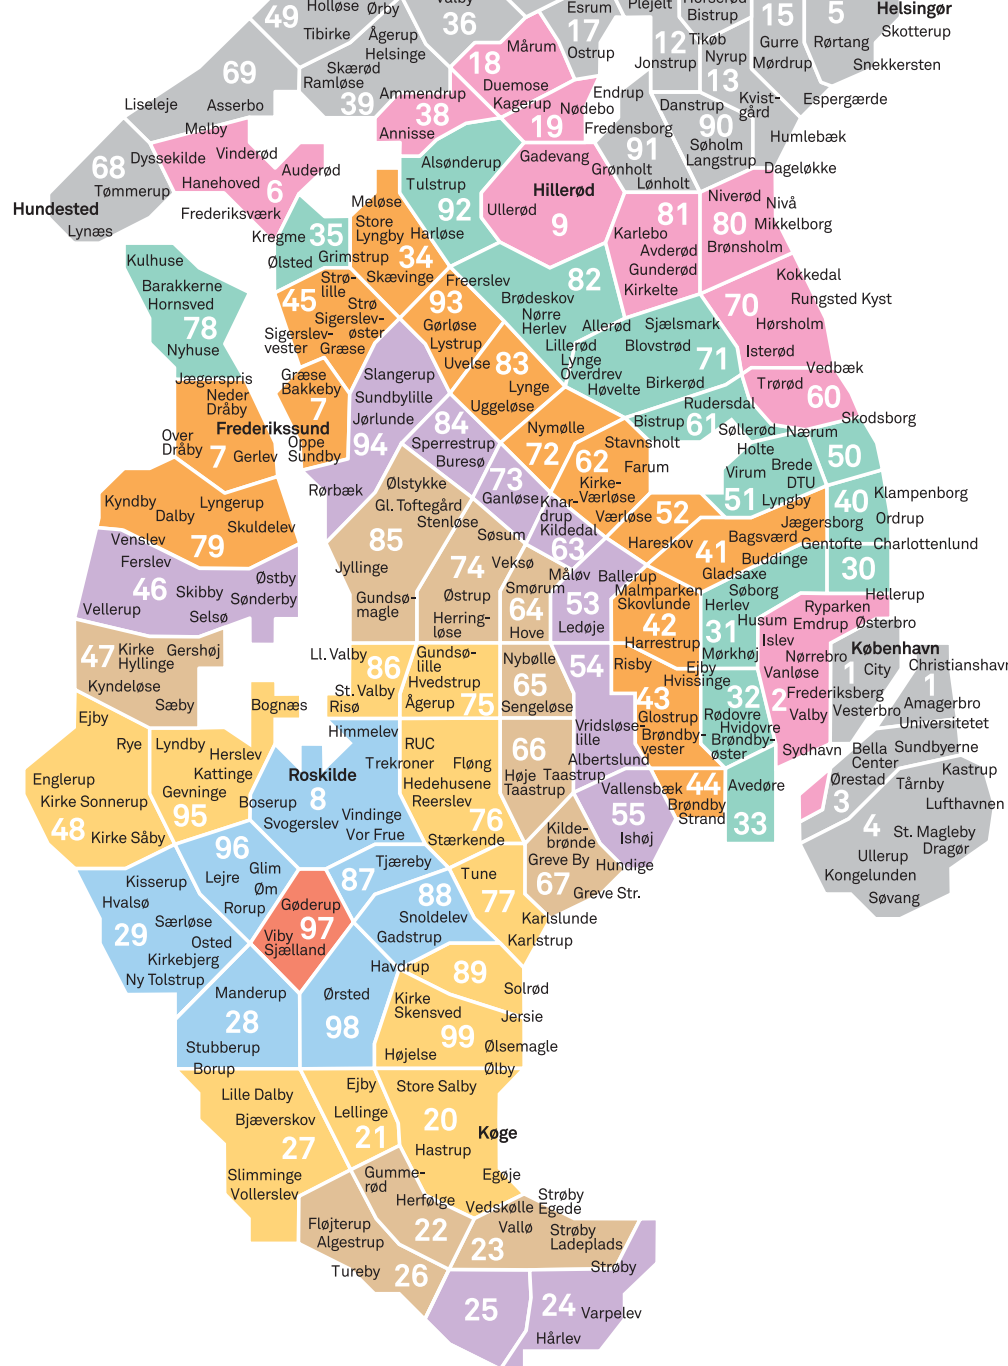 Holløse
Ørby
Valby
Esrum
Plejelt
Horserød
Bistrup
Helsingør
49
36
17
15
5
Skotterup
Tibirke
Ågerup
Mårum
Ostrup
12
Tikøb
Gurre
Rørtang
Helsinge
Jonstrup
Nyrup
Mørdrup
Snekkersten
69
Skærød
Ramløse
18
Duemose
13
39
Ammendrup
Kagerup
Endrup
Danstrup
Kvist-
gård
Espergærde
Liseleje
Asserbo
38
Nødebo
90
Annisse
19
Fredensborg
Søholm
Humlebæk
Melby
91
Langstrup
Dageløkke
68
Dyssekilde
Vinderød
Auderød
Alsønderup
Gadevang
Grønholt
Lønholt
Tømmerup
Hanehoved
6
Tulstrup
Hillerød
Niverød
Nivå
Hundested
Frederiksværk
Meløse
92
Ullerød
9
81
80
Mikkelborg
Lynæs
Kregme
35
Store
Lyngby
Harløse
Karlebo
Avderød
Brønsholm
Kulhuse
Ølsted
Grimstrup
34
Skævinge
Freerslev
82
Gunderød
Kirkelte
Kokkedal
Barakkerne
Hornsved
45
Strø-
lille
Strø
93
Brødeskov
Nørre
Herlev
70
Rungsted Kyst
78
Sigerslev-
øster
Gørløse
Allerød
Sjælsmark
Hørsholm
Nyhuse
Sigerslev-
vester
Græse
Lystrup
Uvelse
Lillerød
Blovstrød
71
Isterød
Jægerspris
Græse
Bakkeby
Slangerup
83
Lynge
Overdrev
Birkerød
Vedbæk
Neder
Dråby
7
Sundbylille
Lynge
Høvelte
Trørød
60
Frederikssund
Jørlunde
84
Uggeløse
Rudersdal
Skodsborg
Over
Dråby
7
Gerlev
Oppe
Sundby
94
Sperrestrup
Nymølle
Bistrup
61
Søllerød
Nærum
Buresø
72
Stavnsholt
Holte
50
Kyndby
Lyngerup
Rørbæk
Ølstykke
73
62
Farum
Virum
Brede
DTU
Dalby
Skuldelev
Gl. Toftegård
Ganløse
Kirke-
Værløse
51
Lyngby
40
Klampenborg
Venslev
79
Stenløse
Knar-
drup
Værløse
52
Jægersborg
Ordrup
Ferslev
85
Søsum
Kildedal
Hareskov
Bagsværd
Gentofte
Charlottenlund
46
Skibby
Østby
Jyllinge
74
Veksø
63
41
Buddinge
30
Vellerup
Selsø
Sønderby
Gundsø-
magle
Østrup
Smørum
Måløv
Ballerup
Gladsaxe
Hellerup
Herring-
løse
64
53
Malmparken
Skovlunde
Søborg
Ryparken
47
Kirke
Hyllinge
Gershøj
Hove
Ledøje
42
Herlev
Husum
Emdrup
Østerbro
Kyndeløse
Ll. Valby
Gundsø-
lille
Nybølle
54
Harrestrup
31
Islev
Nørrebro
København
Sæby
86
Hvedstrup
65
Risby
Mørkhøj
Vanløse
1
City
Christianshavn
Ejby
Bognæs
St. Valby
Risø
Ågerup
75
Sengeløse
Ejby
Hvissinge
32
2
Frederiksberg
1
Amagerbro
Rye
Lyndby
Himmelev
43
Glostrup
Rødovre
Valby
Vesterbro
Universitetet
Herslev
RUC
66
Vridsløse-
lille
Brøndby-
vester
Hvidovre
Brøndby-
øster
Sydhavn
Bella
Center
Sundbyerne
Englerup
Kattinge
Roskilde
Trekroner
Fløng
Høje
Taastrup
Taastrup
Albertslund
Kastrup
Kirke Sonnerup
Gevninge
8
Hedehusene
Vallensbæk
44
Avedøre
Ørestad
Tårnby
48
Kirke Såby
95
Boserup
Vindinge
Reerslev
76
55
Brøndby
Strand
3
Lufthavnen
Svogerslev
Vor Frue
Stærkende
Kilde-
brønde
Ishøj
33
4
St. Magleby
96
Tjæreby
Greve By
Hundige
Ullerup
Dragør
Kisserup
Lejre
Glim
87
Tune
67
Kongelunden
Hvalsø
Øm
88
Greve Str.
Søvang
Særløse
Rorup
Gøderup
Snoldelev
77
Karlslunde
29
Osted
Viby
Sjælland
97
Gadstrup
Karlstrup
Kirkebjerg
Havdrup
89
Ny Tolstrup
Manderup
Ørsted
Kirke
Skensved
Solrød
28
98
99
Jersie
Stubberup
Højelse
Ølsemagle
Borup
Ølby
Lille Dalby
Ejby
Store Salby
Bjæverskov
Lellinge
20
27
21
Køge
Hastrup
Slimminge
Gumme-
rød
Egøje
Vollerslev
Herfølge
Vedskølle
Strøby
Egede
Fløjterup
22
Vallø
Strøby
Ladeplads
Algestrup
23
Tureby
26
Strøby
25
24
Varpelev
Hårlev